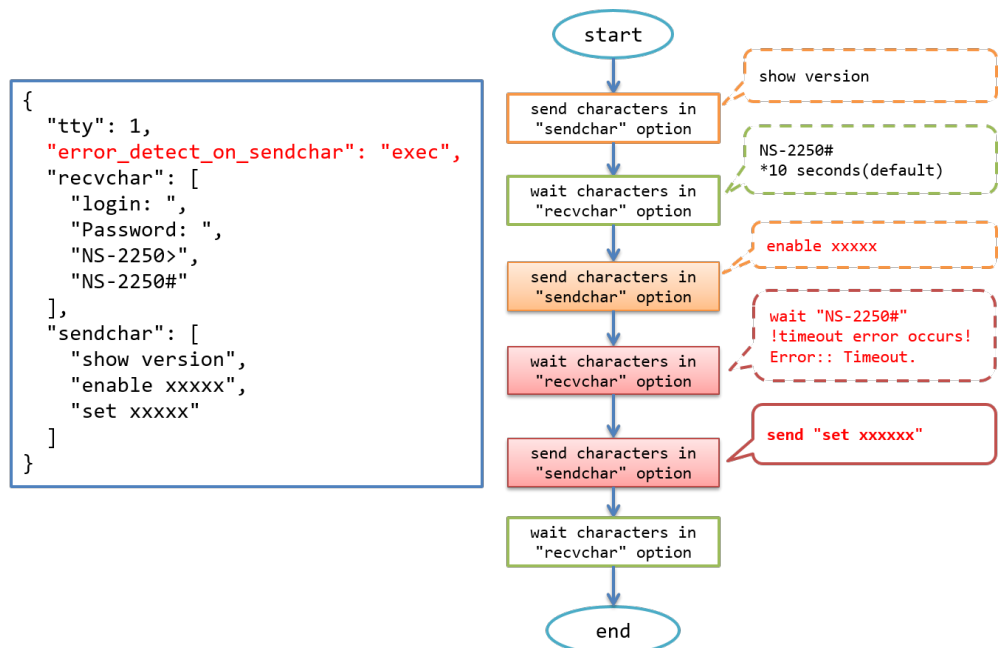 {
"tty": 1,
"error_detect_on_sendchar": "exec",
"recvchar": [
"login: ",
"Password: ",
"NS-2250>",
"NS-2250#"
],
"sendchar": [
"show version",
"enable xxxxx",
"set xxxxx"
]
}
start
send characters in
"sendchar" option
show version
wait characters in
"recvchar" option
NS-2250#
*10 seconds(default)
send characters in
"sendchar" option
enable xxxxx
wait characters in
"recvchar" option
wait "NS-2250#"
!timeout error occurs!
Error:: Timeout.
send characters in
"sendchar" option
send "set xxxxxx"
wait characters in
"recvchar" option
end